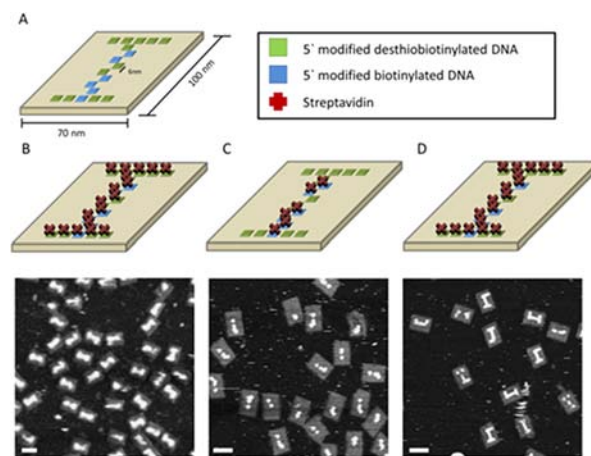 A
6nm
100 nm
70 nm
5` modified desthiobiotinylated DNA
5` modified biotinylated DNA
Streptavidin
B
C
D